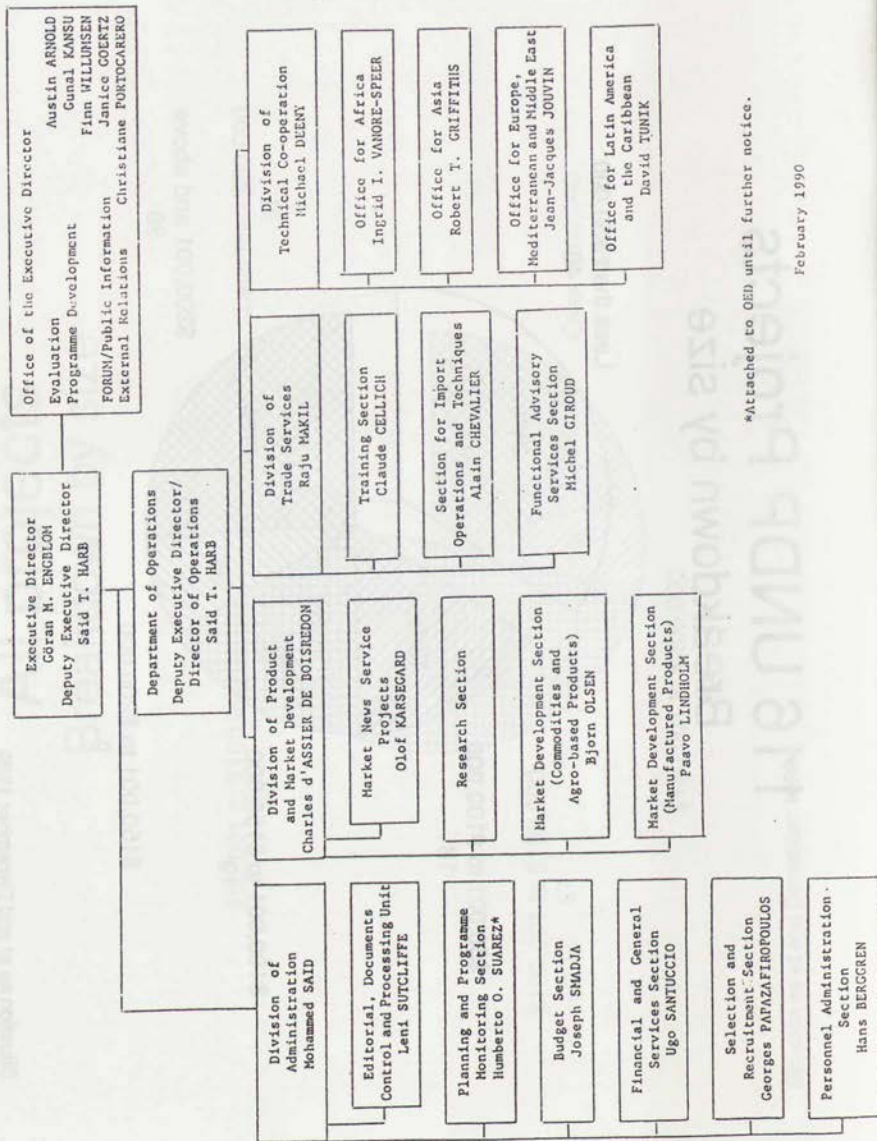 Executive Director
Göran M. ENGBLOM
Deputy Executive Director
Said T. HARB
Office of the Executive Director
Austin ARNOLD
Evaluation Gunal KANSU
Programme Development
Finn WILLUMSEN
FORUM/Public Information Janice GOERTZ
External Relations Christiane PORTOCARERO
Department of Operations
Deputy Executive Director/
Director of Operations
Said T. HARB
Division of
Administration
Mohammed SAID
Editorial, Documents
Control and Processing Unit
Leni SUTCLIFFE
Planning and Programme
Monitoring Section
Humberto O. SUAREZ*
Budget Section
Joseph SMADJA
Financial and General
Services Section
Ugo SANTUCCIO
Selection and
Recruitment Section
Georges PAPAZAFIROPOULOS
Personnel Administration
Section
Hans BERGGREN
Division of Product
and Market Development
Charles d'ASSIER DE BOISREDON
Market News Service
Projects
Olof KARSEGARD
Research Section
Market Development Section
(Commodities and
Agro-based Products)
Bjorn OLSEN
Market Development Section
(Manufactured Products)
Paavo LINDHOLM
Division of
Trade Services
Raju MAKIL
Training Section
Claude CELLICH
Section for Import
Operations and Techniques
Alain CHEVALIER
Functional Advisory
Services Section
Michel GIROUD
Division of
Technical Co-operation
Michael DEENY
Office for Africa
Ingrid I. VANORE-SPEER
Office for Asia
Robert T. GRIFFITHS
Office for Europe,
Mediterranean and Middle East
Jean-Jacques JOUVIN
Office for Latin America
and the Caribbean
David TUNIK
*Attached to OED until further notice.
February 1990
116 UNDP Projects
Breakdown by size